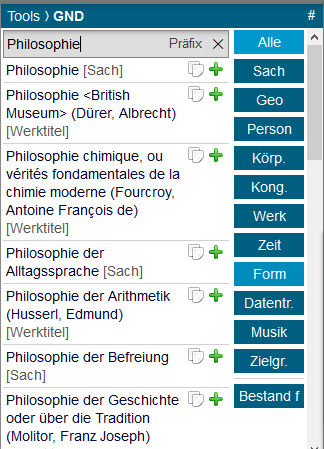 Tools 〉 GND #
Philosophie Präfix ×
Philosophie [Sach]
Philosophie <British
Museum> (Dürer, Albrecht)
[Werktitel]
Philosophie chimique, ou
vérités fondamentales de la
chimie moderne (Fourcroy,
Antoine François de)
[Werktitel]
Philosophie der
Alltagssprache [Sach]
Philosophie der Arithmetik
(Husserl, Edmund)
[Werktitel]
Philosophie der Befreiung
[Sach]
Philosophie der Geschichte
oder über die Tradition
(Molitor, Franz Joseph)
Alle
Sach
Geo
Person
Körp.
Kong.
Werk
Zeit
Form
Datentr.
Musik
Zielgr.
Bestand f